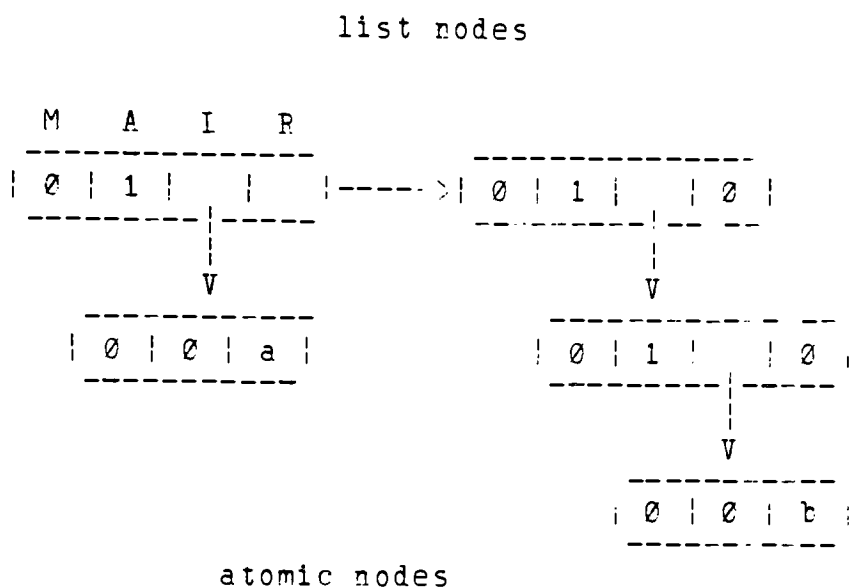 list nodes
M A I R
| Ø | 1 | | |----->| Ø | 1 | | Ø |
V V
| Ø | Ø | a | | Ø | 1 | | Ø |
V
| Ø | Ø | b |
atomic nodes